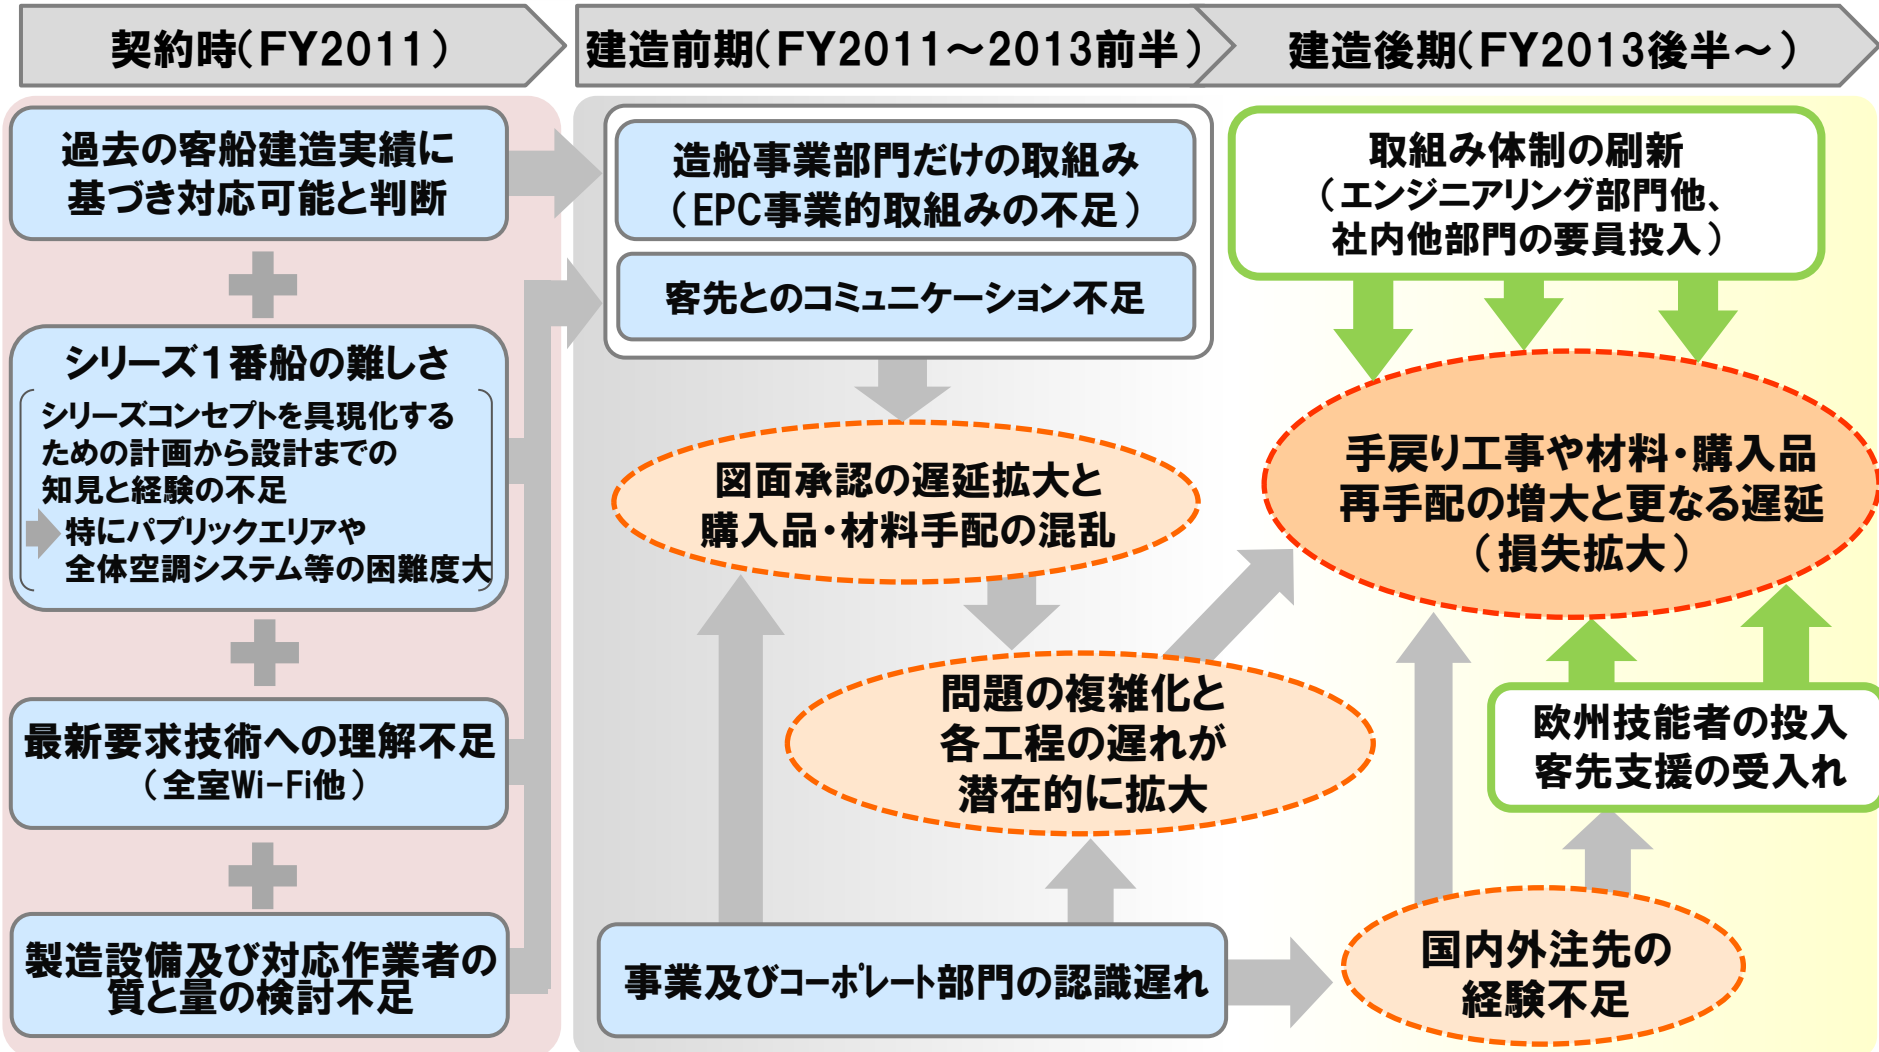 契約時(FY2011)
建造前期(FY2011～2013前半)
建造後期(FY2013後半～)
過去の客船建造実績に
基づき対応可能と判断
シリーズ１番船の難しさ
シリーズコンセプトを具現化する
ための計画から設計までの
知見と経験の不足
特にパブリックエリアや
全体空調システム等の困難度大
最新要求技術への理解不足
(全室Wi-Fi他)
製造設備及び対応作業者の
質と量の検討不足
造船事業部門だけの取組み
(EPC事業的取組みの不足)
客先とのコミュニケーション不足
図面承認の遅延拡大と
購入品・材料手配の混乱
問題の複雑化と
各工程の遅れが
潜在的に拡大
事業及びコーポレート部門の認識遅れ
取組み体制の刷新
(エンジニアリング部門他、
社内他部門の要員投入)
手戻り工事や材料・購入品
再手配の増大と更なる遅延
(損失拡大)
欧州技能者の投入
客先支援の受入れ
国内外注先の
経験不足